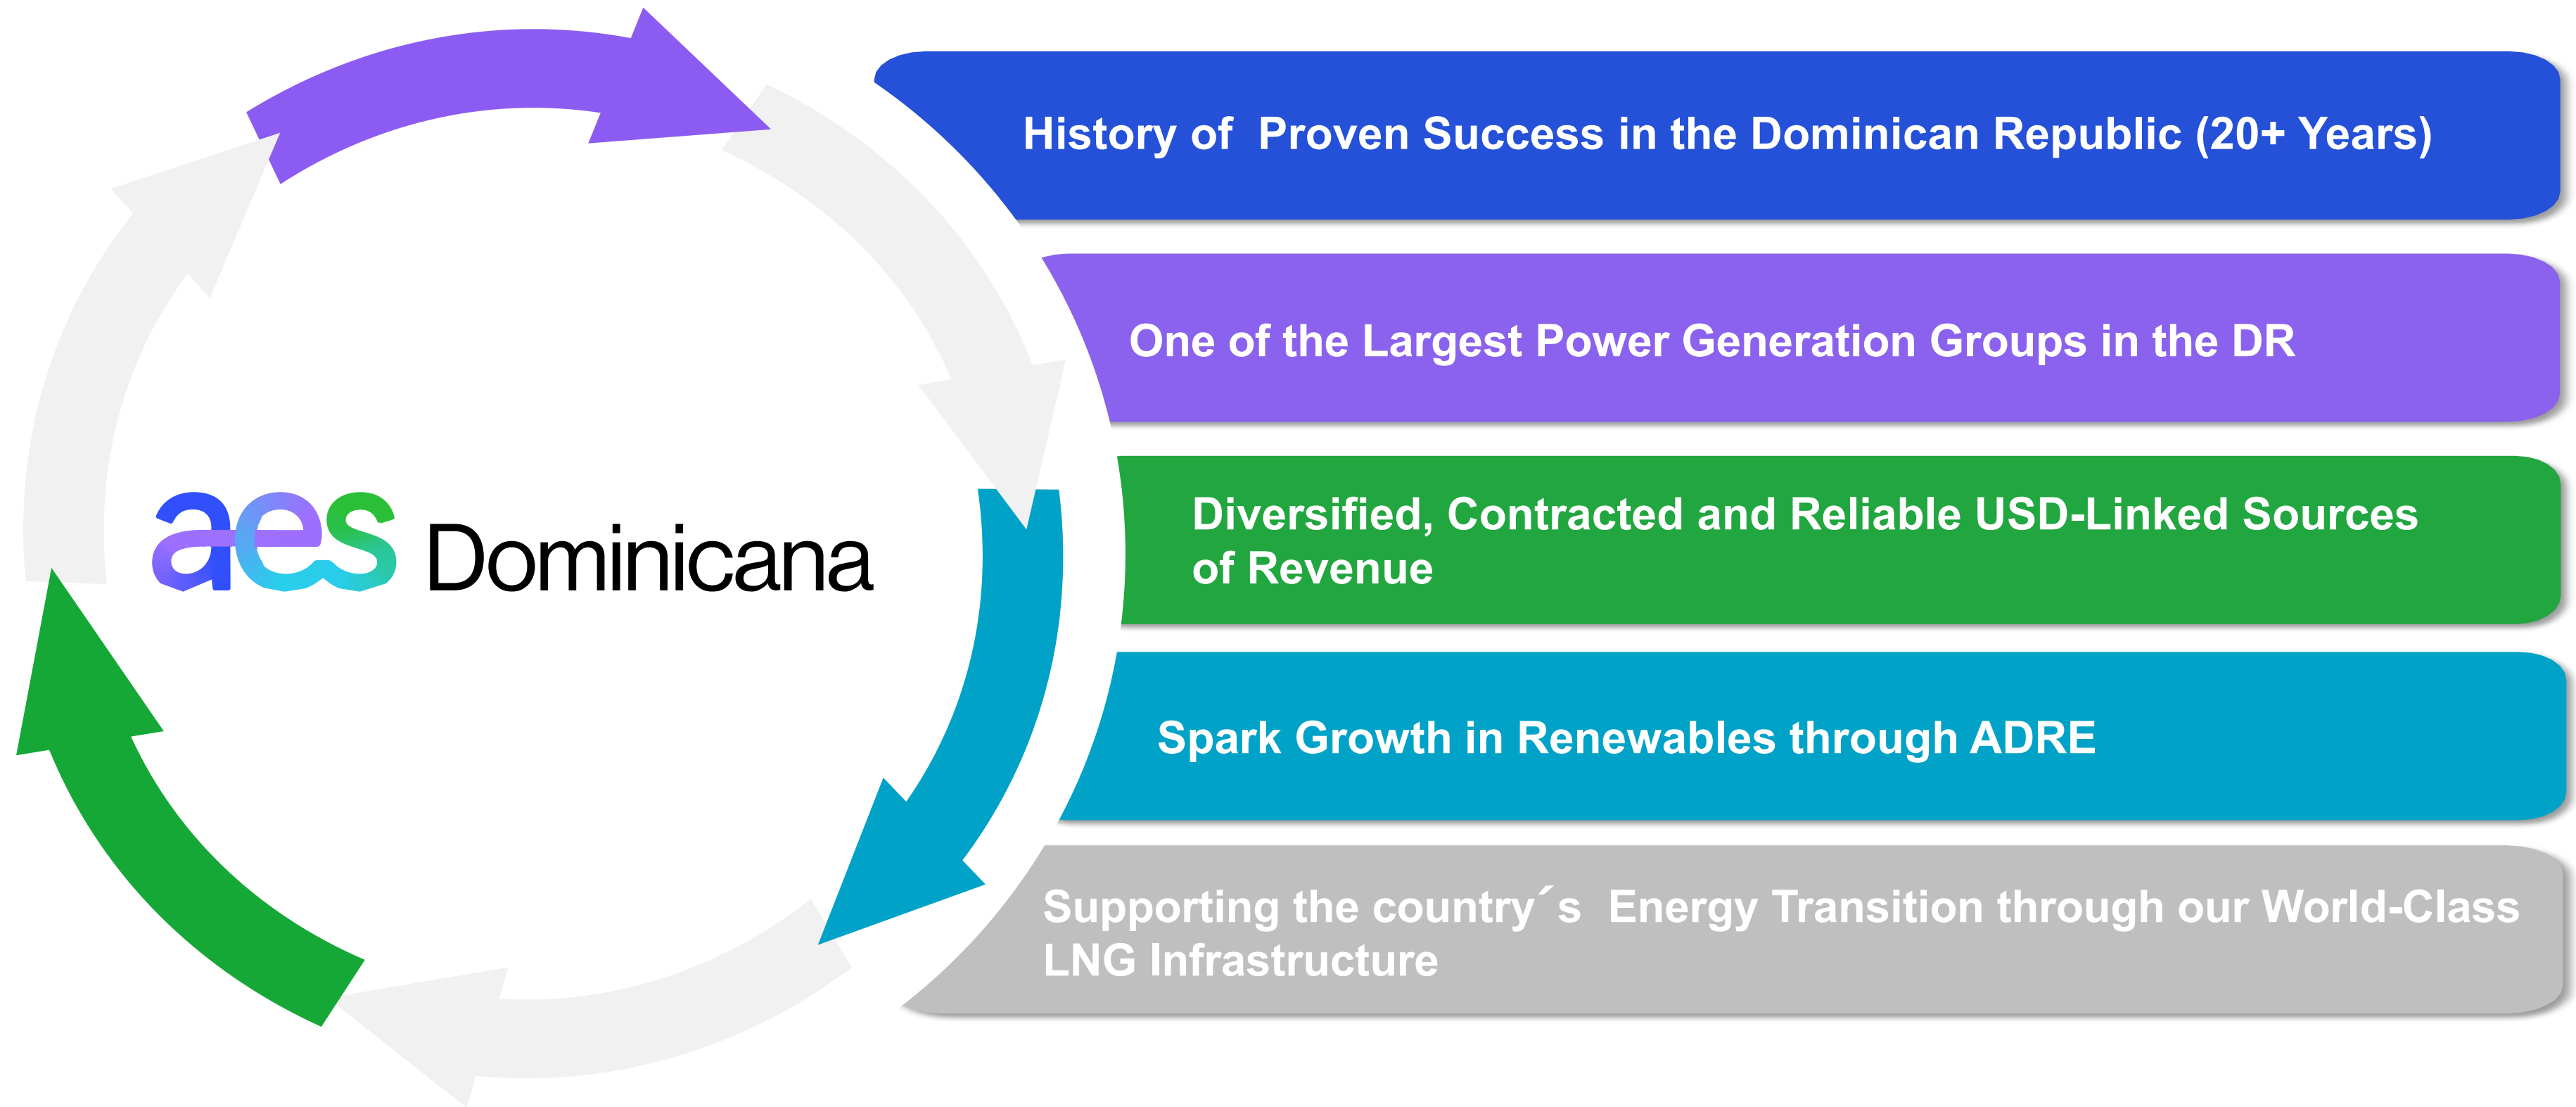 aes Dominicana
History of  Proven Success in the Dominican Republic (20+ Years)
One of the Largest Power Generation Groups in the DR
Diversified, Contracted and Reliable USD-Linked Sources
of Revenue
Spark Growth in Renewables through ADRE
Supporting the country´s  Energy Transition through our World-Class
LNG Infrastructure